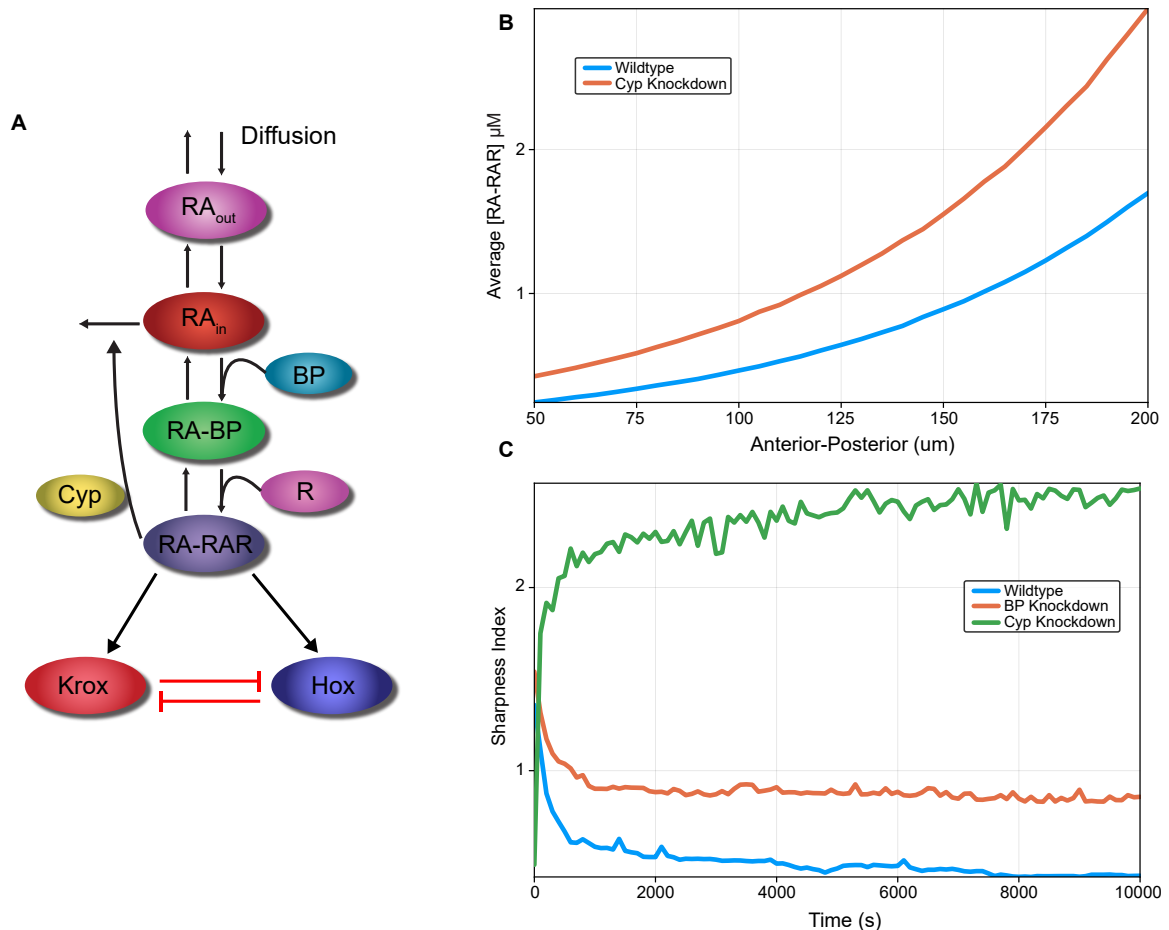 A
Diffusion
RAout
RAin
BP
RA-BP
Cyp
R
RA-RAR
Krox
Hox
B
Average [RA-RAR] μM
2
1
Wildtype
Cyp Knockdown
50
75
100
125
150
175
200
Anterior-Posterior (um)
C
Sharpness Index
2
1
Wildtype
BP Knockdown
Cyp Knockdown
0
2000
4000
6000
8000
10000
Time (s)